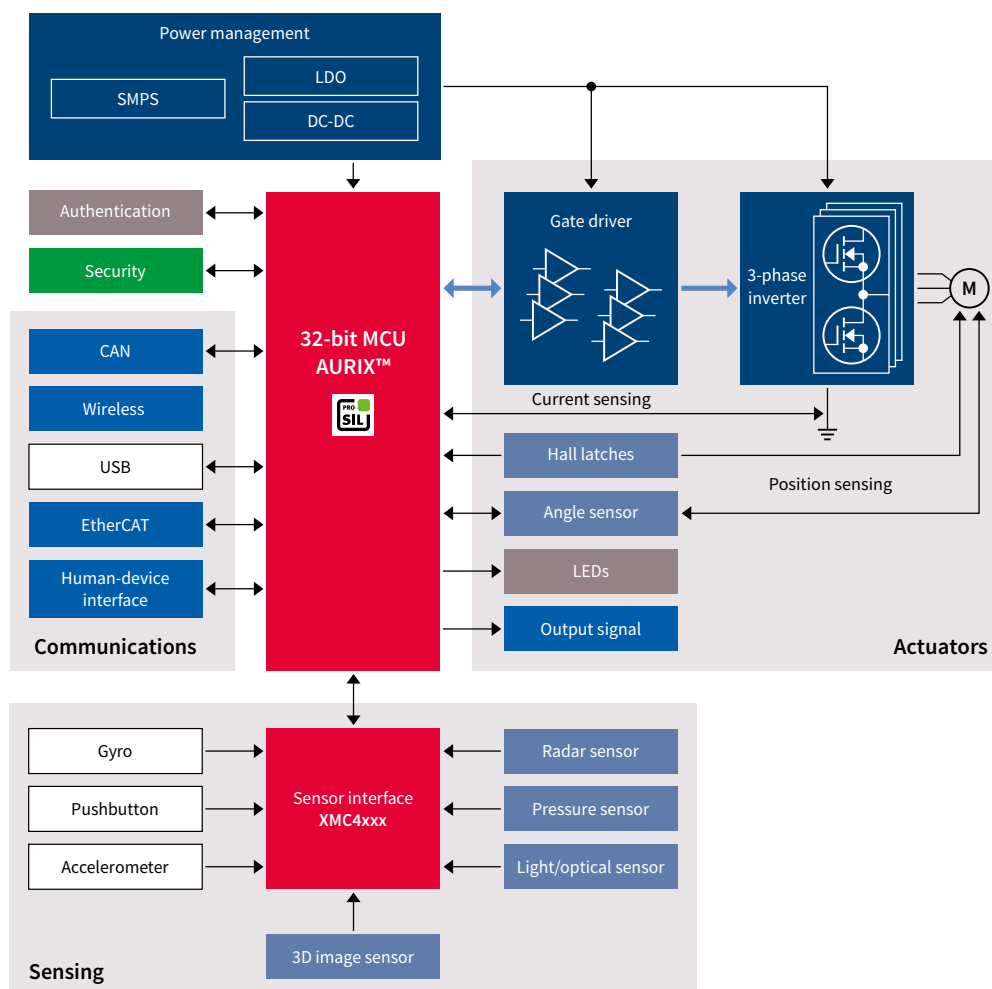 Power management
SMPS
LDO
DC-DC
Authentication
Security
CAN
Wireless
USB
EtherCAT
Human-device
interface
Communications
32-bit MCU
AURIX™
PRO
SIL
Gate driver
3-phase
inverter
M
Current sensing
Hall latches
Position sensing
Angle sensor
LEDs
Output signal
Actuators
Gyro
Pushbutton
Accelerometer
Sensor interface
XMC4xxx
Radar sensor
Pressure sensor
Light/optical sensor
3D image sensor
Sensing